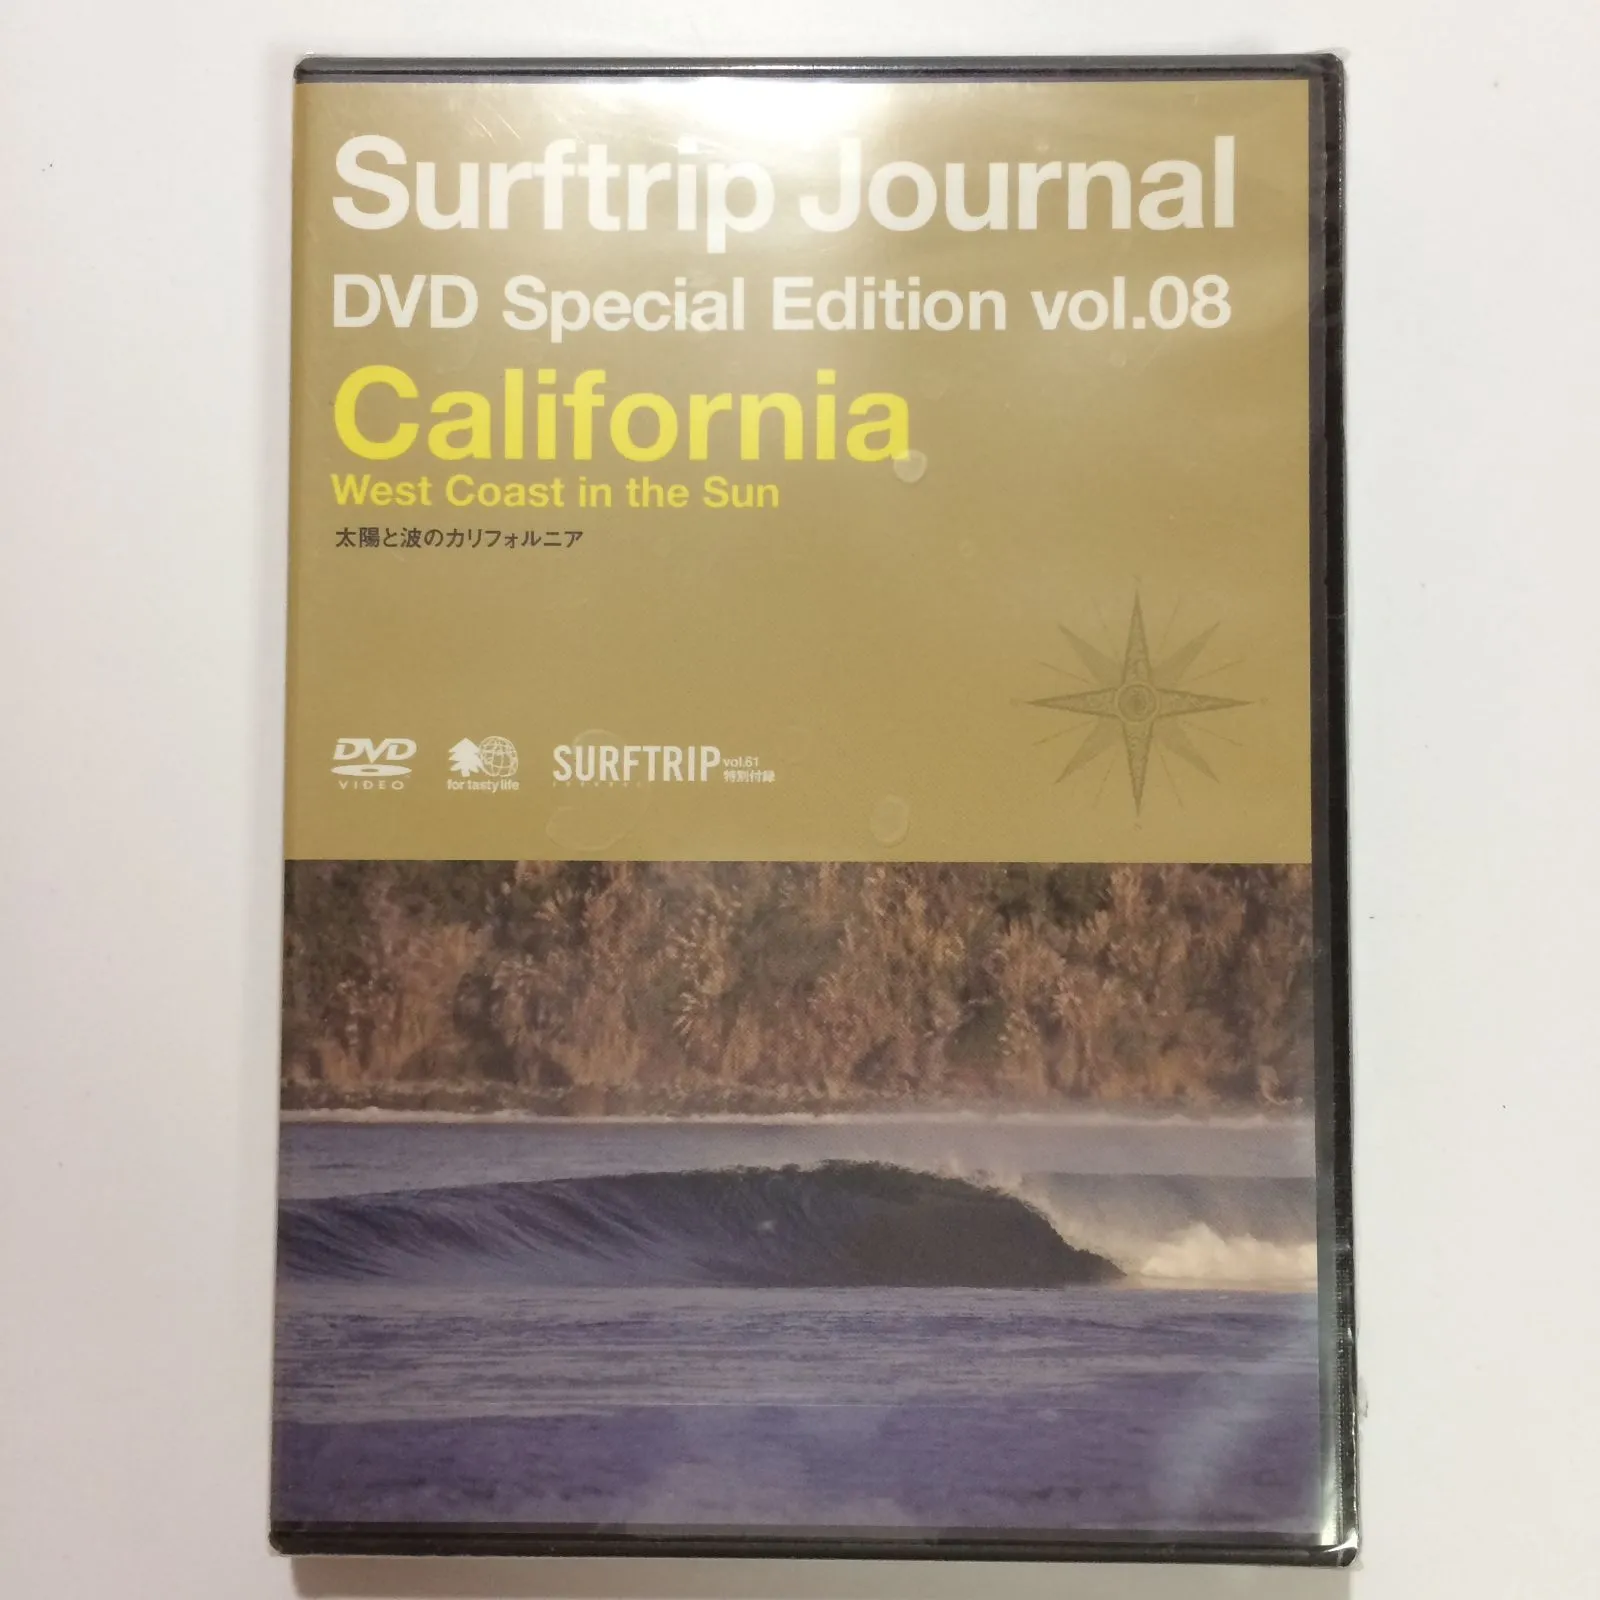 Surftrip Journal
DVD Special Edition vol.08
California
West Coast in the Sun
太陽と波のカリフォルニア
DVD
VIDEO
for tasty life
SURFTRIP
vol.61
特別付録